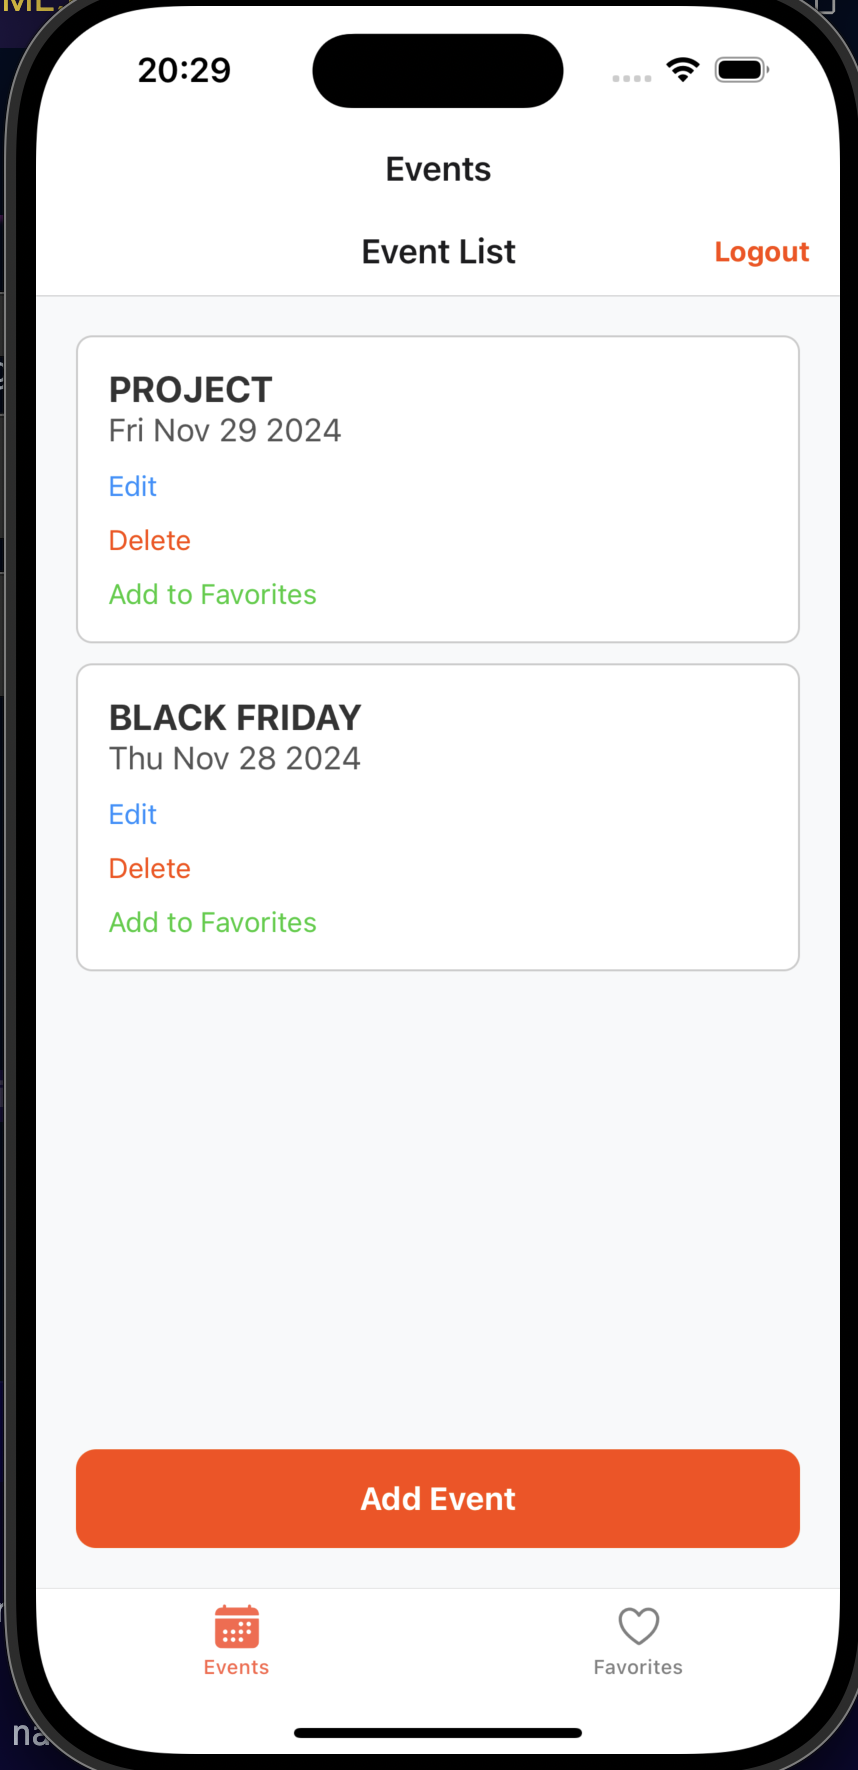 20:29
Events
Event List
Logout
PROJECT
Fri Nov 29 2024
Edit
Delete
Add to Favorites
BLACK FRIDAY
Thu Nov 28 2024
Edit
Delete
Add to Favorites
Add Event
Events
Favorites
na